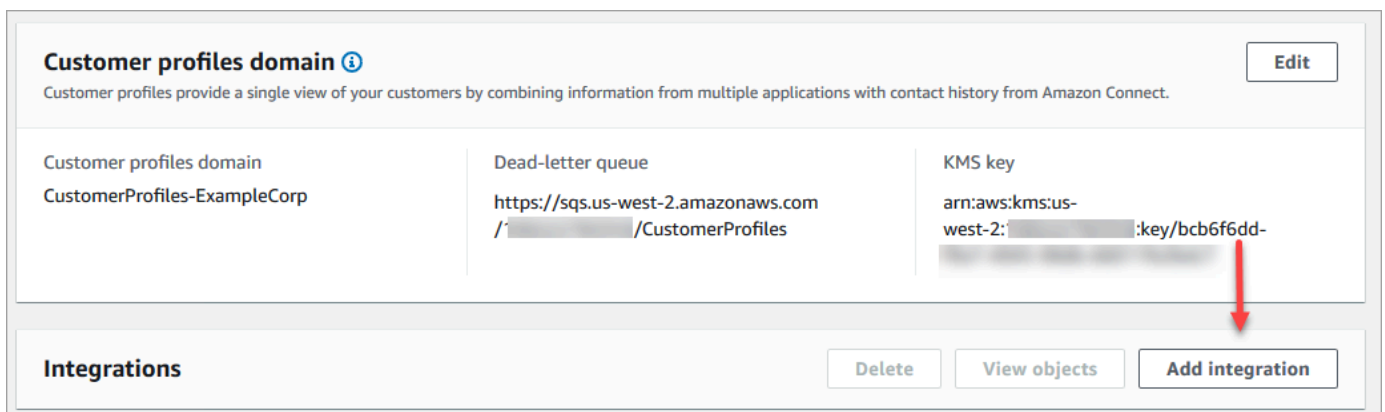 Customer profiles domain
Edit
Customer profiles provide a single view of your customers by combining information from multiple applications with contact history from Amazon Connect.
Customer profiles domain
CustomerProfiles-ExampleCorp
Dead-letter queue
https://sqs.us-west-2.amazonaws.com
/ /CustomerProfiles
KMS key
arn:aws:kms:us-
west-2: :key/bcb6f6dd-
Integrations
Delete
View objects
Add integration